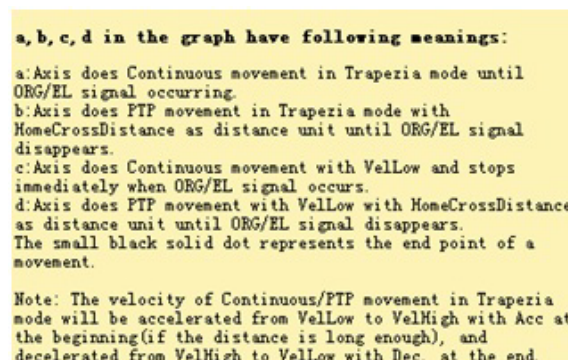 a,b,c,d in the graph have following meanings:
a:Axis does Continuous movement in Trapezia mode until
ORG/EL signal occurring.
b:Axis does PTP movement in Trapezia mode with
HomeCrossDistance as distance unit until ORG/EL signal
disappears.
c:Axis does Continuous movement with VelLow and stops
immediately when ORG/EL signal occurs.
d:Axis does PTP movement with VelLow with HomeCrossDistance
as distance unit until ORG/EL signal disappears.
The small black solid dot represents the end point of a
movement.
Note: The velocity of Continuous/PTP movement in Trapezia
mode will be accelerated from VelLow to VelHigh with Acc at
the beginning(if the distance is long enough), and
decelerated from VelHigh to VelLow with Dec, at the end